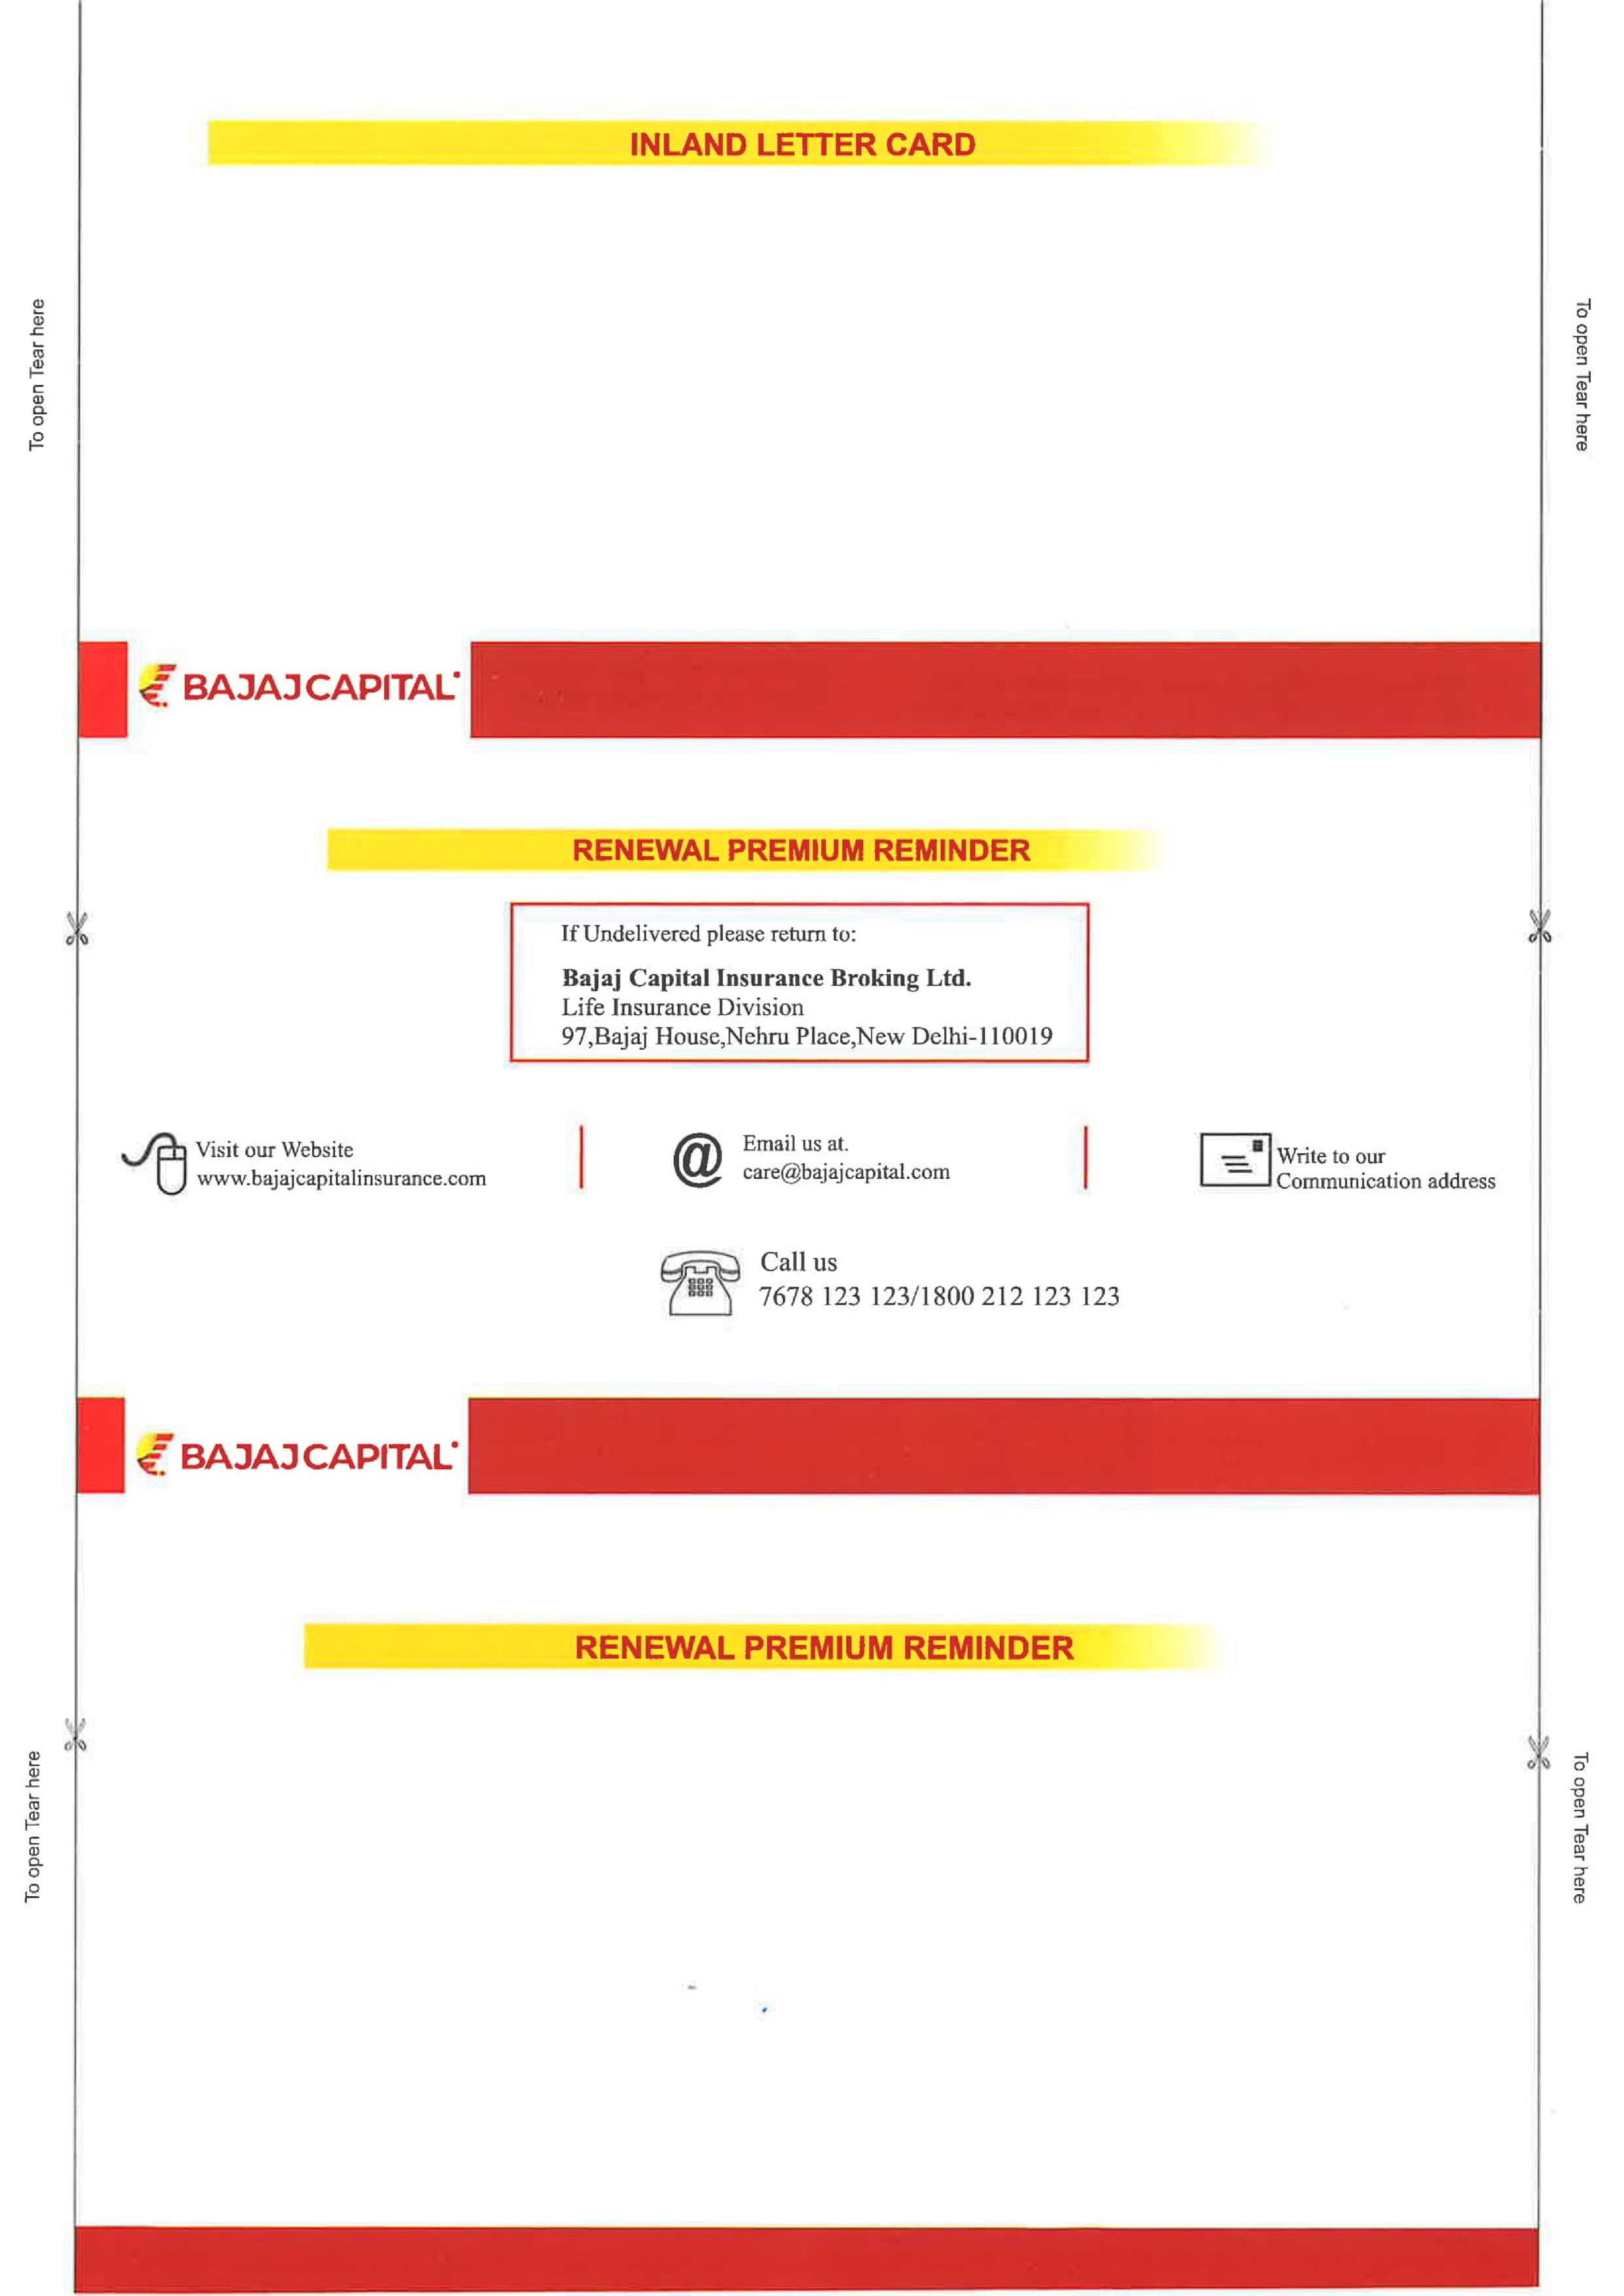 INLAND LETTER CARD
To open Tear here
To open Tear here
BAJAJ CAPITAL
RENEWAL PREMIUM REMINDER
If Undelivered please return to:
Bajaj Capital Insurance Broking Ltd.
Life Insurance Division
97,Bajaj House,Nehru Place,New Delhi-110019
Visit our Website
www.bajajcapitalinsurance.com
@
Email us at.
care@bajajcapital.com
Write to our
Communication address
Call us
7678 123 123/1800 212 123 123
BAJAJ CAPITAL
RENEWAL PREMIUM REMINDER
To open Tear here
To open Tear here